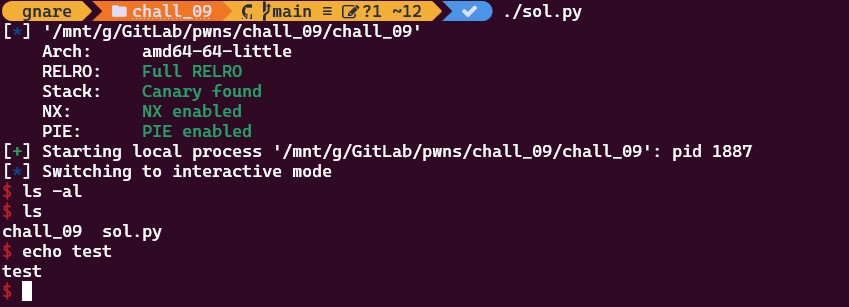 gnare chall_09 main ≡ ?1 ~12 ./sol.py
[*] '/mnt/g/GitLab/pwns/chall_09/chall_09'
    Arch:     amd64-64-little
    RELRO:    Full RELRO
    Stack:    Canary found
    NX:       NX enabled
    PIE:      PIE enabled
[+] Starting local process '/mnt/g/GitLab/pwns/chall_09/chall_09': pid 1887
[*] Switching to interactive mode
$ ls -al
$ ls
chall_09  sol.py
$ echo test
test
$